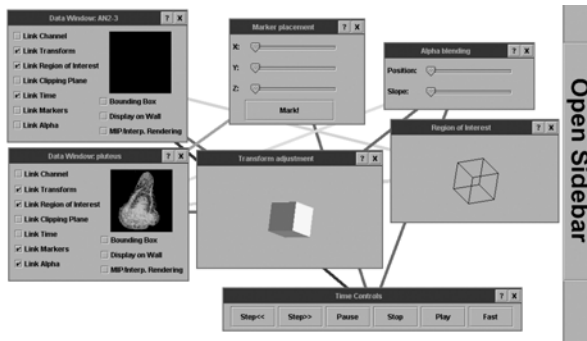 Data Window: AN2-3 ? X
Link Channel
Link Transform
Link Region of Interest
Link Clipping Plane
Link Time
Link Markers
Link Alpha
Bounding Box
Display on Wall
MIP/Interp. Rendering
Marker placement ? X
X:
Y:
Z:
Mark!
Alpha blending ? X
Position:
Slope:
Data Window: pluteus ? X
Link Channel
Link Transform
Link Region of Interest
Link Clipping Plane
Link Time
Link Markers
Link Alpha
Bounding Box
Display on Wall
MIP/Interp. Rendering
Transform adjustment ? X
Region of Interest ? X
Time Controls ? X
Step<< Step>> Pause Stop Play Fast
Open Sidebar